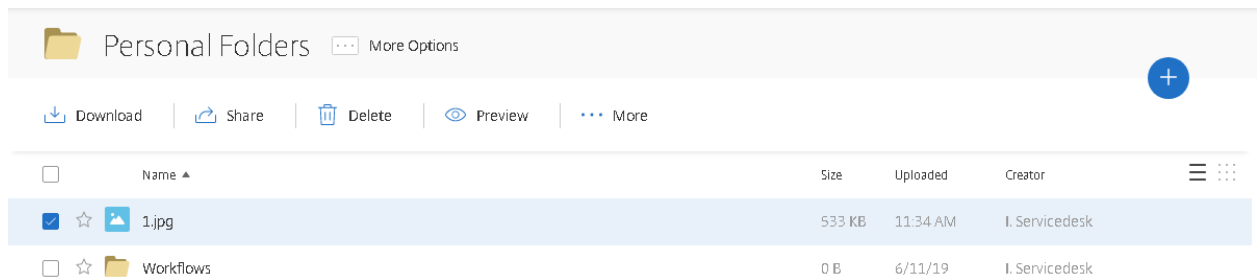 Personal Folders ··· More Options
Download Share Delete Preview ··· More
Name ▲ Size Uploaded Creator
1.jpg 533 KB 11:34 AM I. Servicedesk
Workflows 0 B 6/11/19 I. Servicedesk